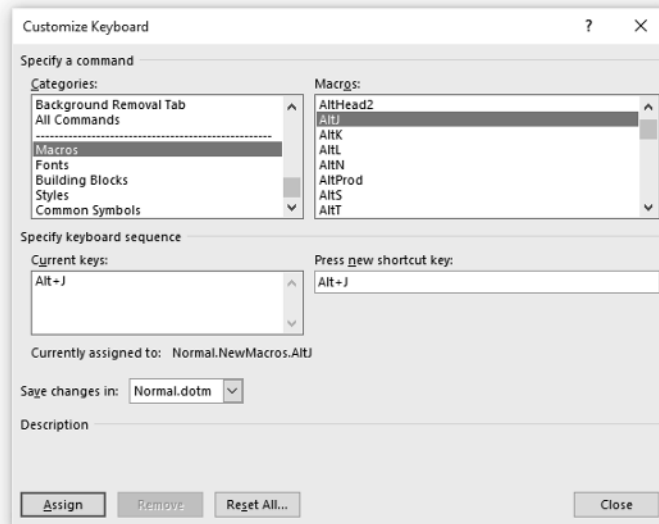 Customize Keyboard ? ×
Specify a command
Categories:
Background Removal Tab
All Commands
------------------------------------------------
Macros
Fonts
Building Blocks
Styles
Common Symbols
Macros:
AltHead2
AltJ
AltK
AltL
AltN
AltProd
AltS
AltT
Specify keyboard sequence
Current keys:
Alt+J
Press new shortcut key:
Alt+J
Currently assigned to: Normal.NewMacros.AltJ
Save changes in: Normal.dotm
Description
Assign Remove Reset All... Close